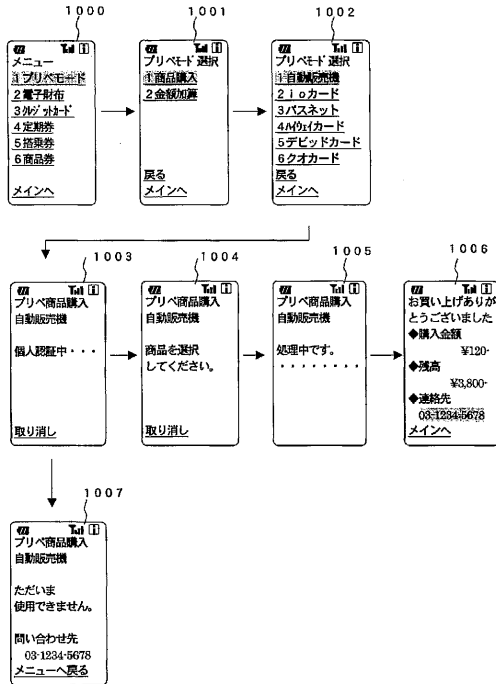 1000
メニュー
1プリペモード
2電子財布
3クレジットカード
4定期券
5搭乗券
6商品券
メインへ
1001
プリペモード選択
1商品購入
2金額加算
戻る
メインへ
1002
プリペモード選択
1自動販売機
2ioカード
3パスネット
4ハイウェイカード
5デビッドカード
6クオカード
戻る
メインへ
1003
プリペ商品購入
自動販売機
個人認証中・・・
取り消し
1004
プリペ商品購入
自動販売機
商品を選択
してください。
取り消し
1005
プリペ商品購入
自動販売機
処理中です。
・・・・・・・・
1006
お買い上げありが
とうございました
◆購入金額
¥120-
◆残高
¥3,800-
◆連絡先
03-1234-5678
メインへ
1007
プリペ商品購入
自動販売機
ただいま
使用できません。
問い合わせ先
03-1234-5678
メニューへ戻る